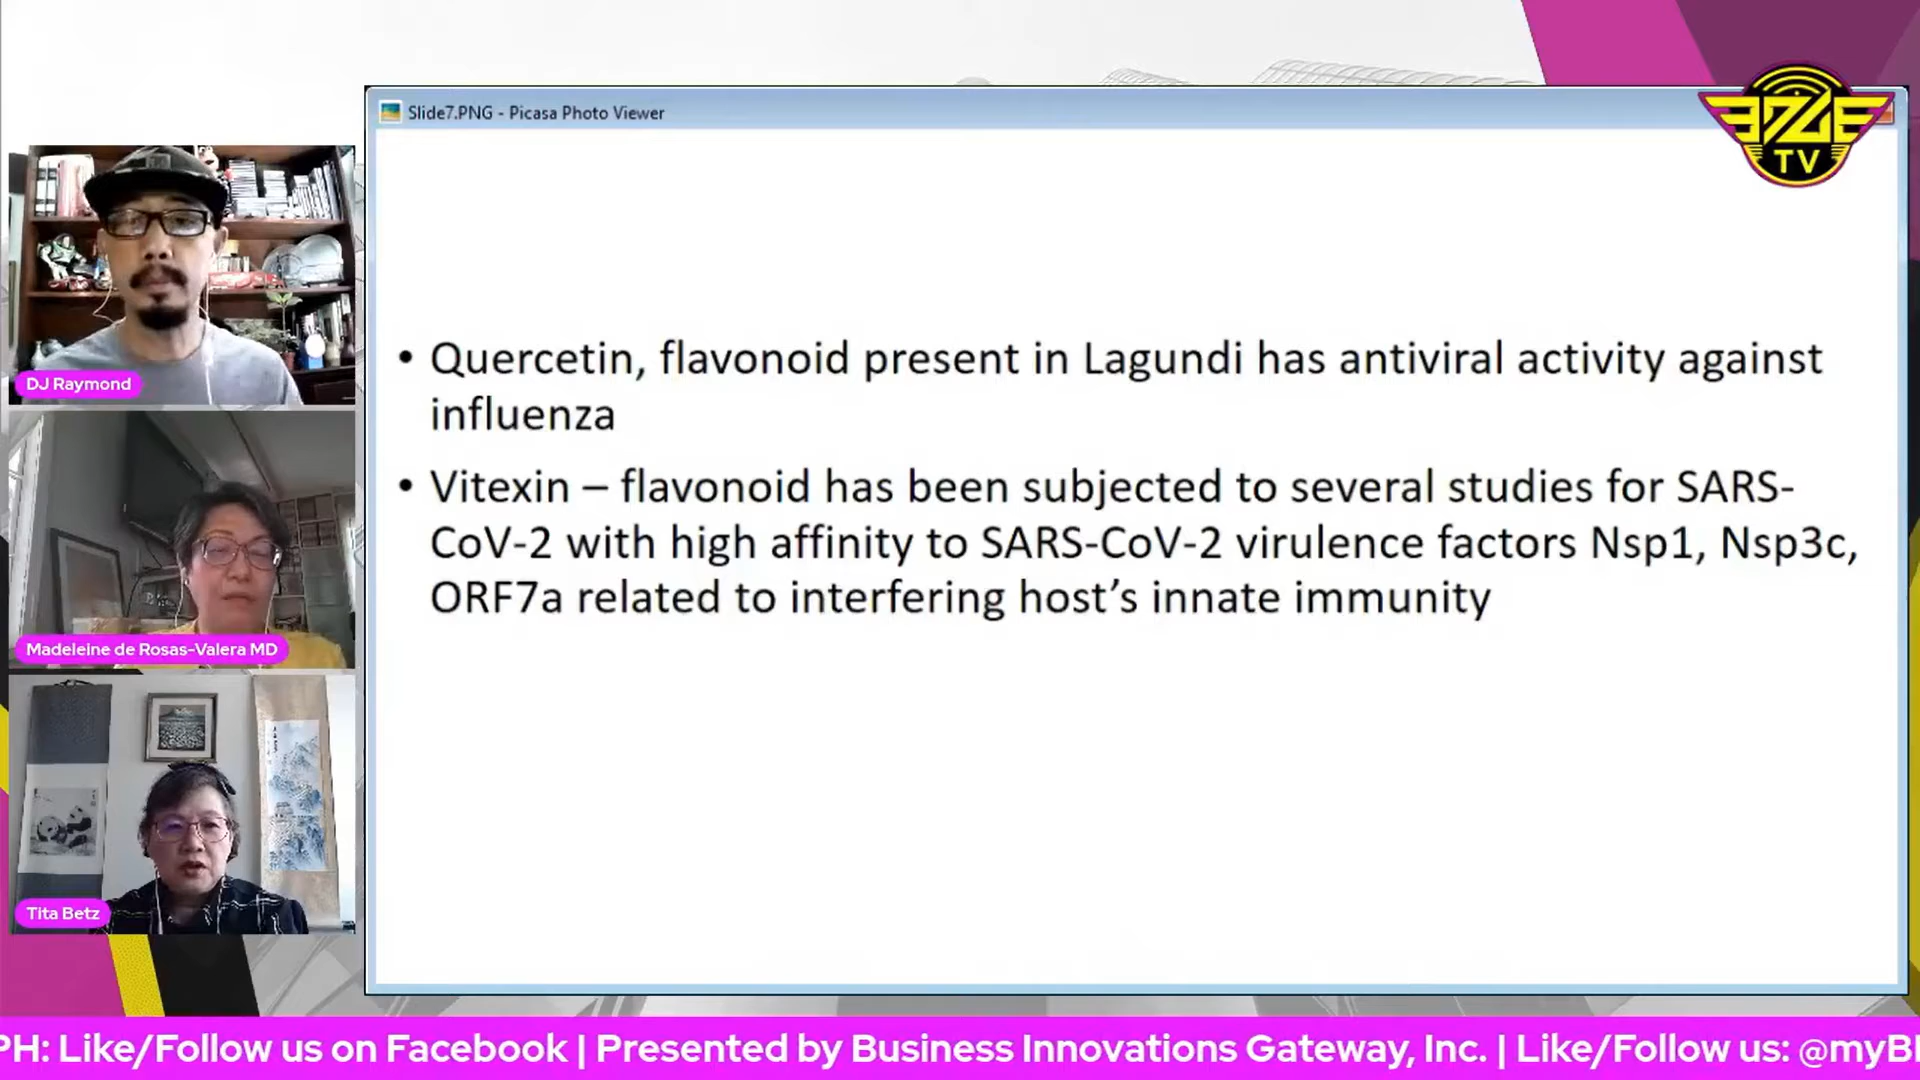 Slide7.PNG - Picasa Photo Viewer
TV
• Quercetin, flavonoid present in Lagundi has antiviral activity against
influenza
• Vitexin – flavonoid has been subjected to several studies for SARS-
CoV-2 with high affinity to SARS-CoV-2 virulence factors Nsp1, Nsp3c,
ORF7a related to interfering host’s innate immunity
DJ Raymond
Madeleine de Rosas-Valera MD
Tita Betz
PH: Like/Follow us on Facebook | Presented by Business Innovations Gateway, Inc. | Like/Follow us: